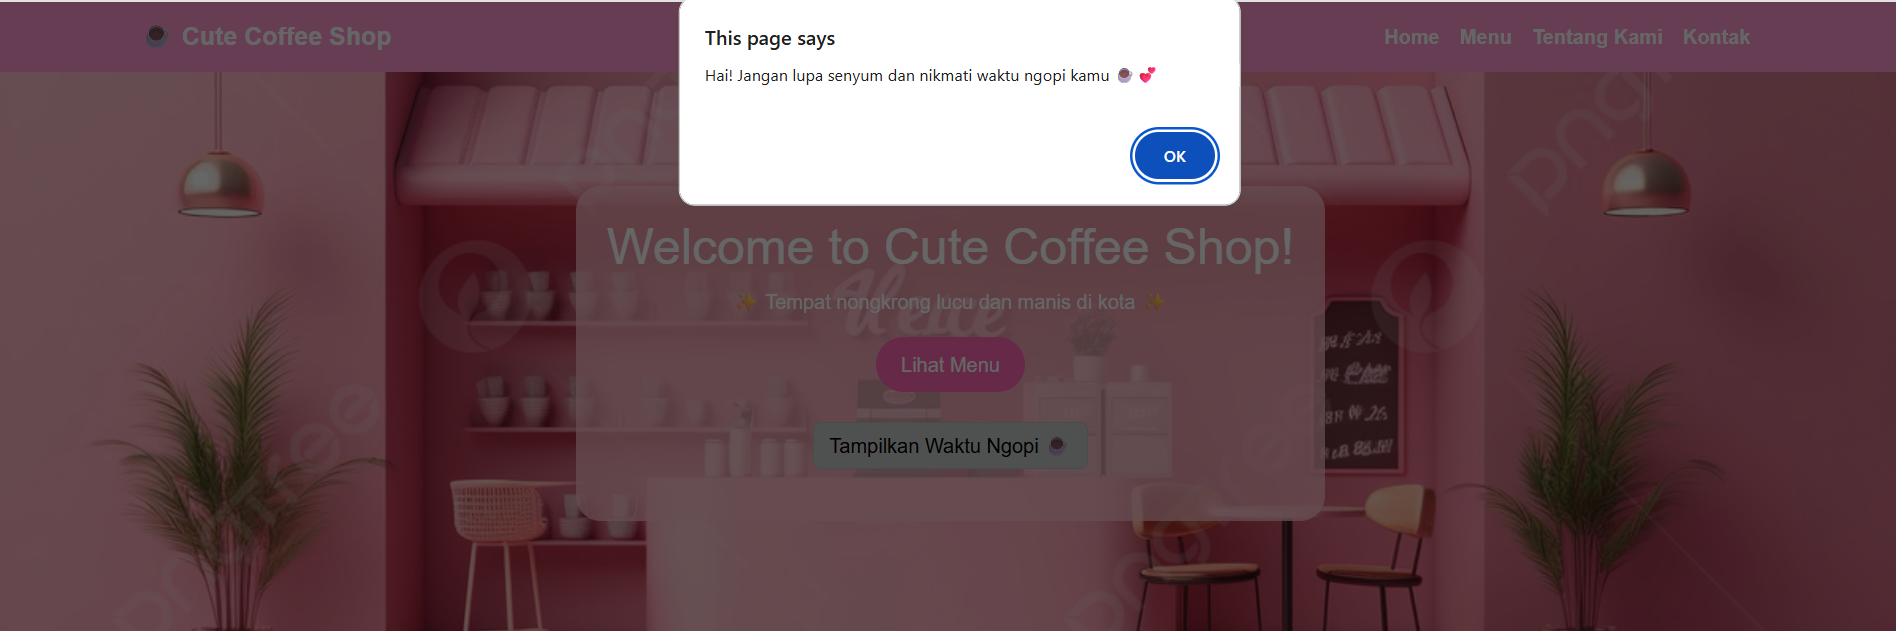 ☕ Cute Coffee Shop
Home Menu Tentang Kami Kontak
This page says
Hai! Jangan lupa senyum dan nikmati waktu ngopi kamu ☕ 💕
OK
Welcome to Cute Coffee Shop!
✨ Tempat nongkrong lucu dan manis di kota ✨
Lihat Menu
Tampilkan Waktu Ngopi ☕
pngtree